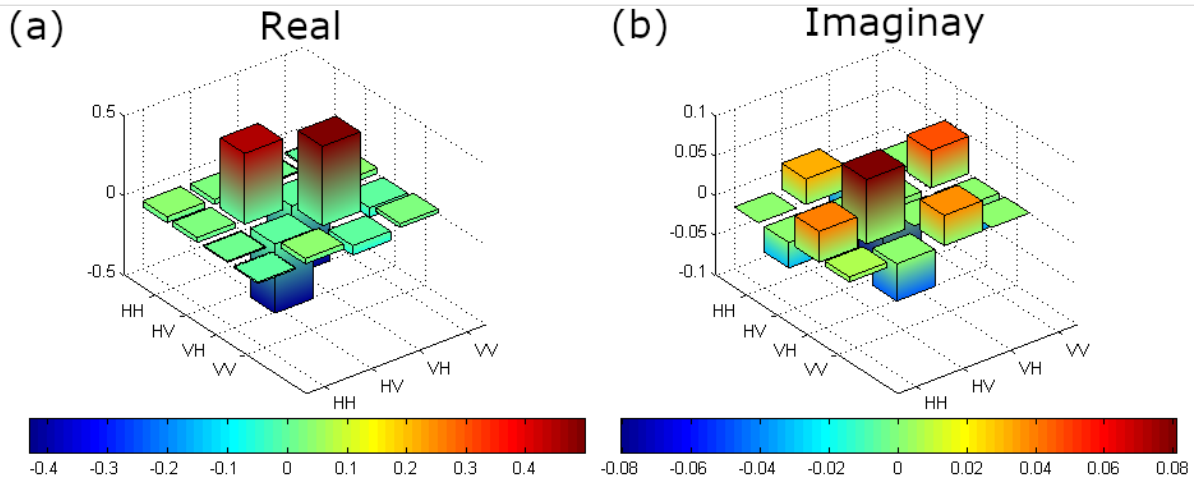 (a) Real
(b) Imaginay
0.5
0
-0.5
HH
HV
VH
VV
HH
HV
VH
VV
-0.4 -0.3 -0.2 -0.1 0 0.1 0.2 0.3 0.4
0.1
0.05
0
-0.05
-0.1
HH
HV
VH
VV
HH
HV
VH
VV
-0.08 -0.06 -0.04 -0.02 0 0.02 0.04 0.06 0.08